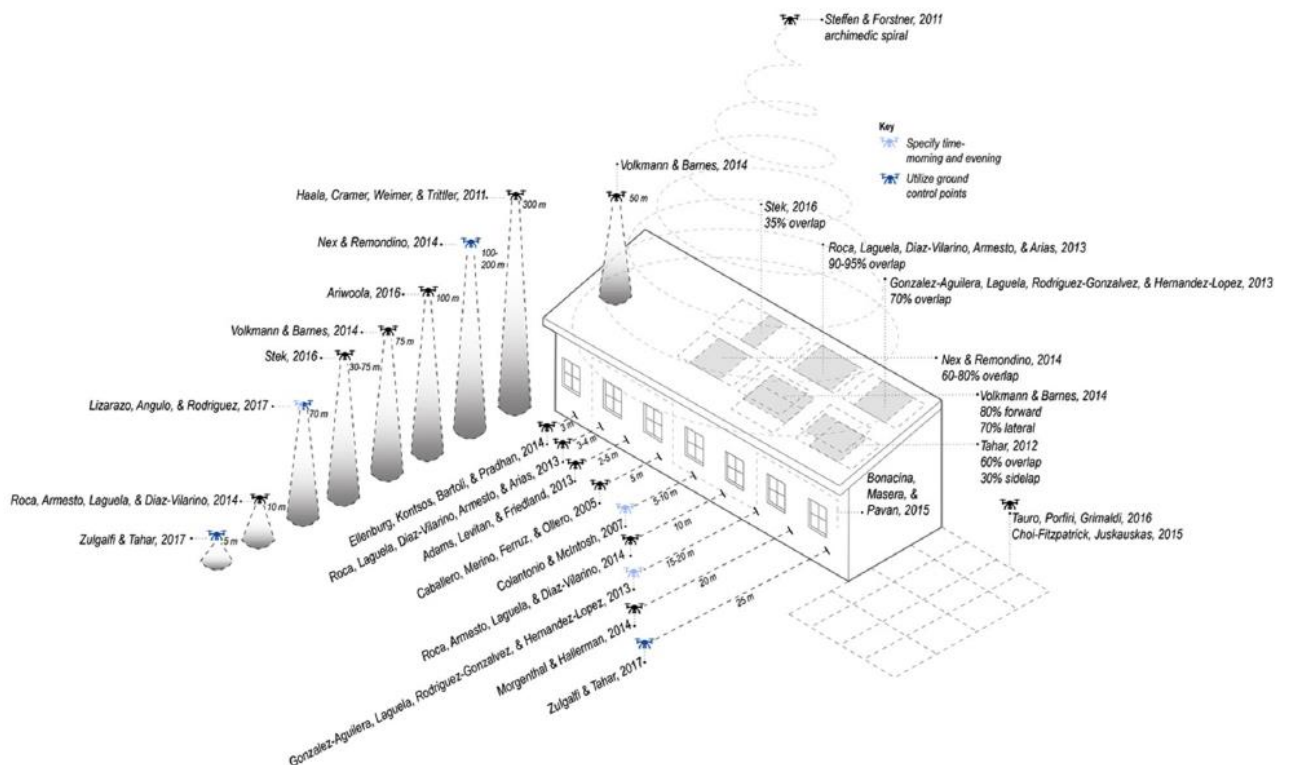 Steffen & Forstner, 2011
archimedic spiral
Key
Specify time-
morning and evening
Utilize ground
control points
Volkmann & Barnes, 2014
50 m
Haala, Cramer, Weimer, & Trittler, 2011
300 m
Nex & Remondino, 2014
100-
200 m
Ariwoola, 2016
100 m
Volkmann & Barnes, 2014
75 m
Stek, 2016
30-75 m
Lizarazo, Angulo, & Rodriguez, 2017
70 m
Roca, Armesto, Laguela, & Diaz-Vilarino, 2014
10 m
Zulgalfi & Tahar, 2017
5 m
Stek, 2016
35% overlap
Roca, Laguela, Diaz-Vilarino, Armesto, & Arias, 2013
90-95% overlap
Gonzalez-Aguilera, Laguela, Rodriguez-Gonzalvez, & Hernandez-Lopez, 2013
70% overlap
Nex & Remondino, 2014
60-80% overlap
Volkmann & Barnes, 2014
80% forward
70% lateral
Tahar, 2012
60% overlap
30% sidelap
Bonacina,
Masera, &
Pavan, 2015
Tauro, Porfiri, Grimaldi, 2016
Choi-Fitzpatrick, Juskauskas, 2015
Ellenburg, Kontsos, Bartoli, & Pradhan, 2014
3 m
Roca, Laguela, Diaz-Vilarino, Armesto, & Arias, 2013
3-4 m
Adams, Levitan, & Friedland, 2013
2-5 m
Caballero, Merino, Ferruz, & Ollero, 2005
5 m
Colantonio & McIntosh, 2007
5-10 m
Roca, Armesto, Laguela, & Diaz-Vilarino, 2014
10 m
Gonzalez-Aguilera, Laguela, Rodriguez-Gonzalvez, & Hernandez-Lopez, 2013
15-20 m
Morgenthal & Hallerman, 2014
20 m
Zulgalfi & Tahar, 2017
25 m